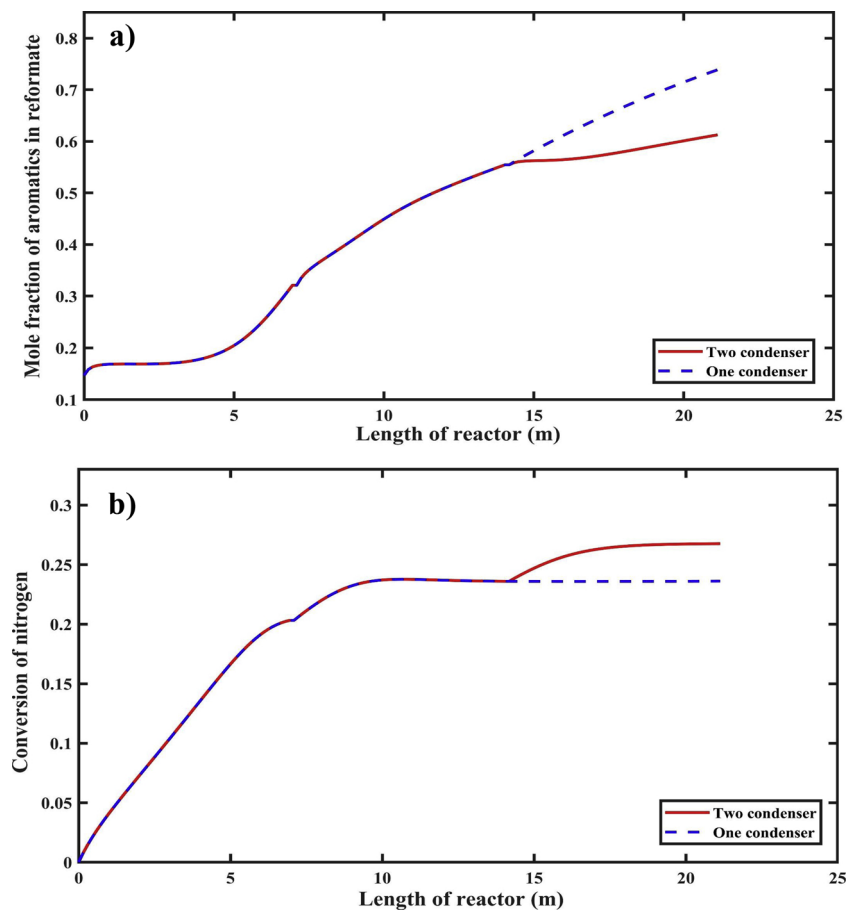 a)
Mole fraction of aromatics in reformate
0.8
0.7
0.6
0.5
0.4
0.3
0.2
0.1
0 5 10 15 20 25
Length of reactor (m)
Two condenser
One condenser
b)
Conversion of nitrogen
0.3
0.25
0.2
0.15
0.1
0.05
0
0 5 10 15 20 25
Length of reactor (m)
Two condenser
One condenser